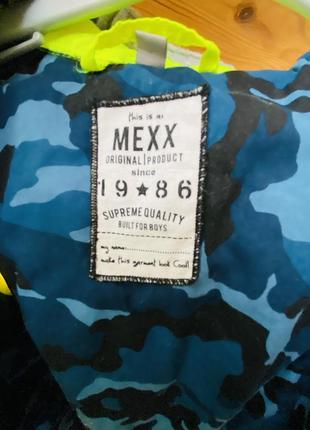 this is a:
MEXX
ORIGINAL|PRODUCT
since
19★86
SUPREME QUALITY
BUILT FOR BOYS
my name:
make this garment look Cool!